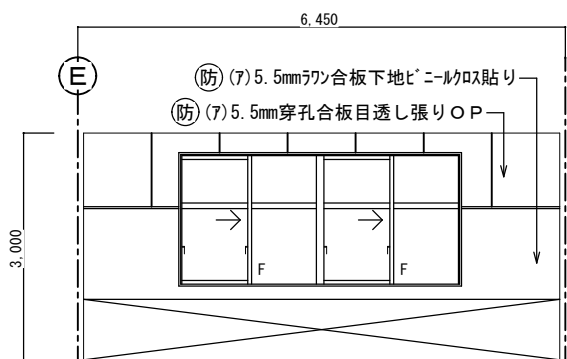 6,450
E
防 (ｱ)5.5mmﾗﾜﾝ合板下地ﾋﾞﾆｰﾙｸﾛｽ貼り
防 (ｱ)5.5mm穿孔合板目透し張りＯＰ
3,000
F F